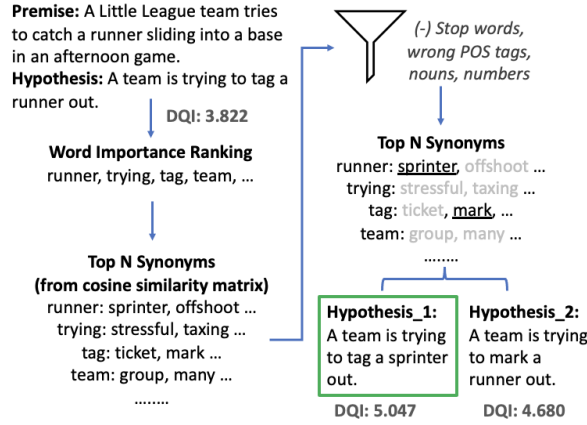 Premise: A Little League team tries
to catch a runner sliding into a base
in an afternoon game.
Hypothesis: A team is trying to tag a
runner out.
DQI: 3.822
Word Importance Ranking
runner, trying, tag, team, ...
Top N Synonyms
(from cosine similarity matrix)
runner: sprinter, offshoot ...
trying: stressful, taxing ...
tag: ticket, mark ...
team: group, many ...
........
(-) Stop words,
wrong POS tags,
nouns, numbers
Top N Synonyms
runner: sprinter, offshoot ...
trying: stressful, taxing ...
tag: ticket, mark, ...
team: group, many ...
........
Hypothesis_1:
A team is trying
to tag a sprinter
out.
DQI: 5.047
Hypothesis_2:
A team is trying
to mark a
runner out.
DQI: 4.680